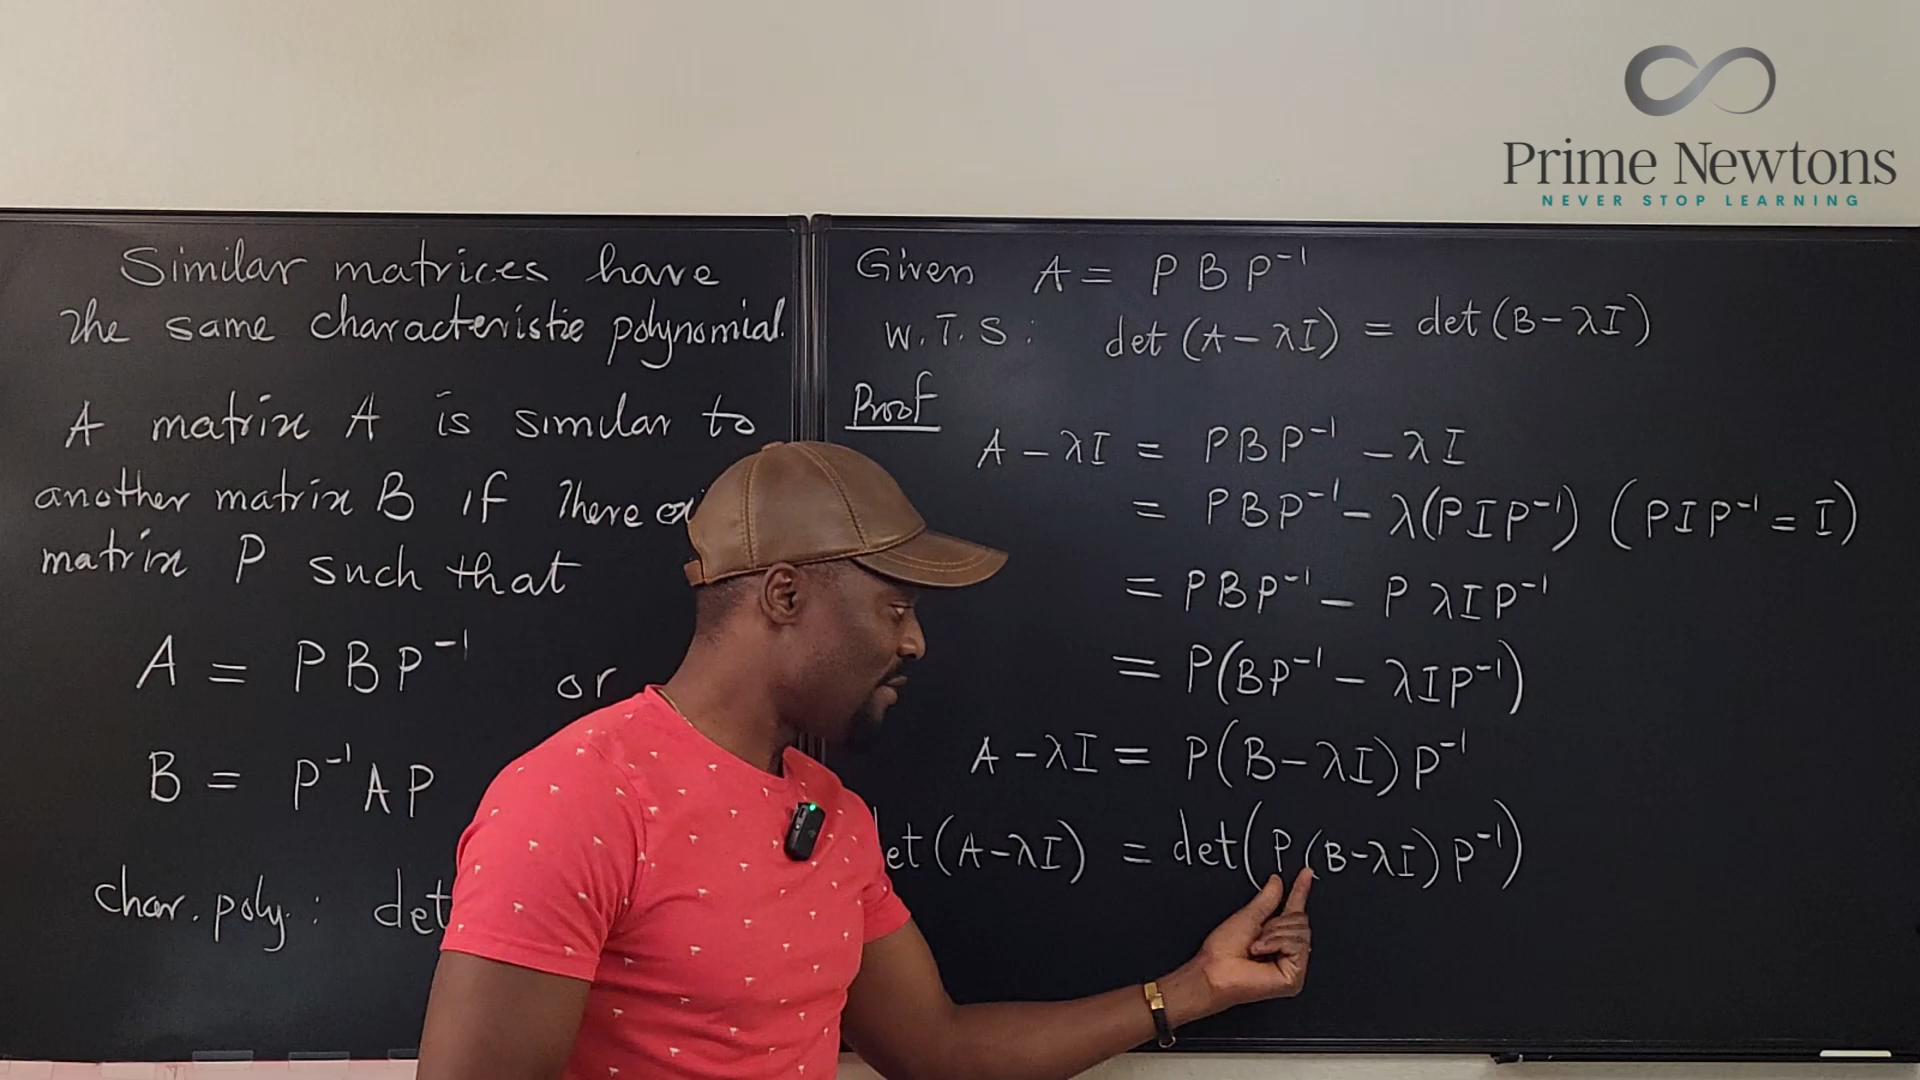 Prime Newtons
NEVER STOP LEARNING
Similar matrices have
the same characteristic polynomial.
A matrix A is similar to
another matrix B if there
matrix P such that
A = PBP⁻¹ or
B = P⁻¹AP
char. poly. : det
Given A = PBP⁻¹
W.T.S : det(A-λI) = det(B-λI)
Proof
A - λI = PBP⁻¹ - λI
= PBP⁻¹ - λ(PIP⁻¹) (PIP⁻¹ = I)
= PBP⁻¹ - PλIP⁻¹
= P(BP⁻¹ - λIP⁻¹)
A - λI = P(B-λI)P⁻¹
det(A-λI) = det(P(B-λI)P⁻¹)